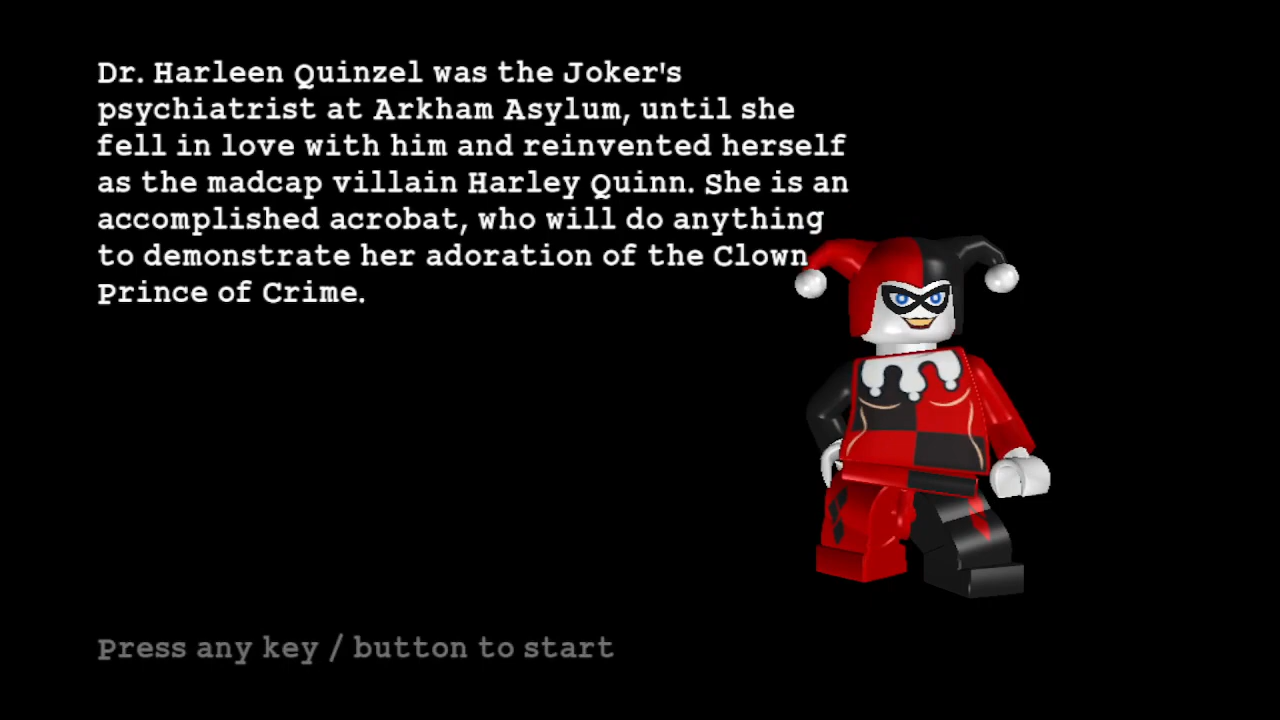 Dr. Harleen Quinzel was the Joker's
psychiatrist at Arkham Asylum, until she
fell in love with him and reinvented herself
as the madcap villain Harley Quinn. She is an
accomplished acrobat, who will do anything
to demonstrate her adoration of the Clown
Prince of Crime.
Press any key / button to start